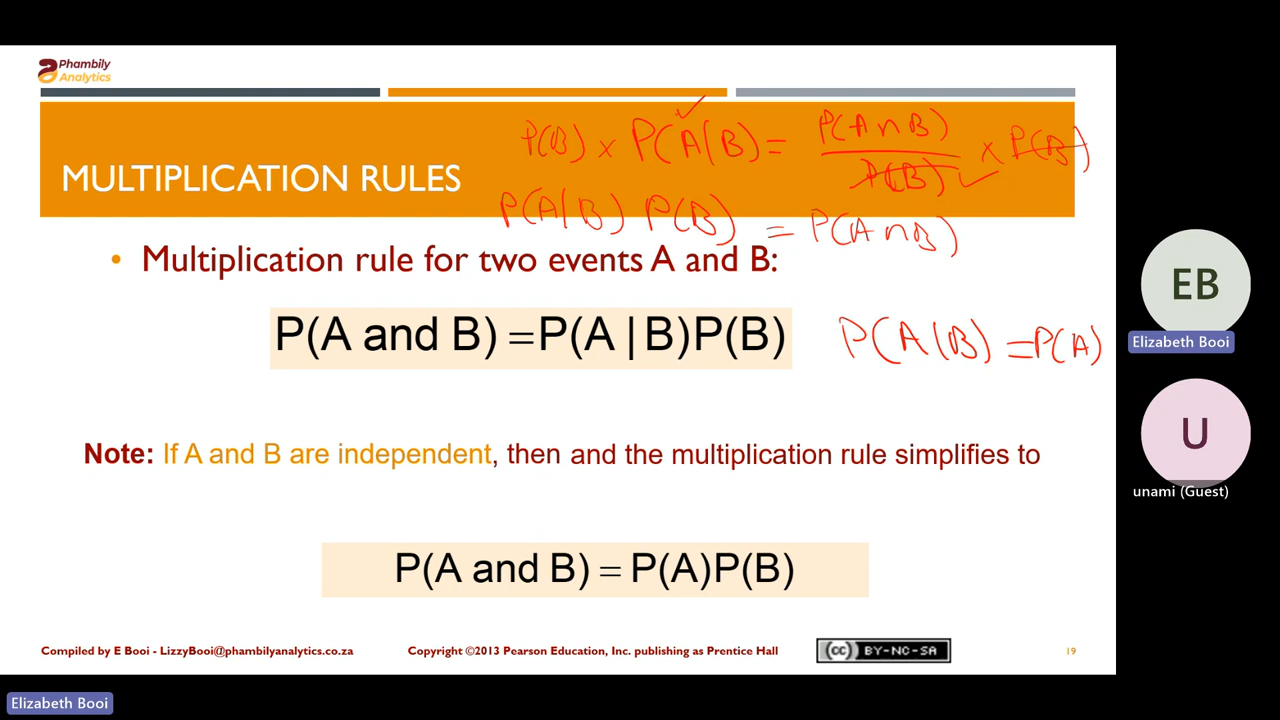 Phambily
Analytics
P(B) × P(A|B) = P(A∩B) / P(B) × P(B)
MULTIPLICATION RULES
P(A|B) P(B) = P(A∩B)
• Multiplication rule for two events A and B:
P(A and B) = P(A | B)P(B)
P(A|B) = P(A)
Note: If A and B are independent, then and the multiplication rule simplifies to
P(A and B) = P(A)P(B)
Compiled by E Booi - LizzyBooi@phambilyanalytics.co.za
Copyright ©2013 Pearson Education, Inc. publishing as Prentice Hall
(cc) BY-NC-SA
19
EB
Elizabeth Booi
U
unami (Guest)
Elizabeth Booi